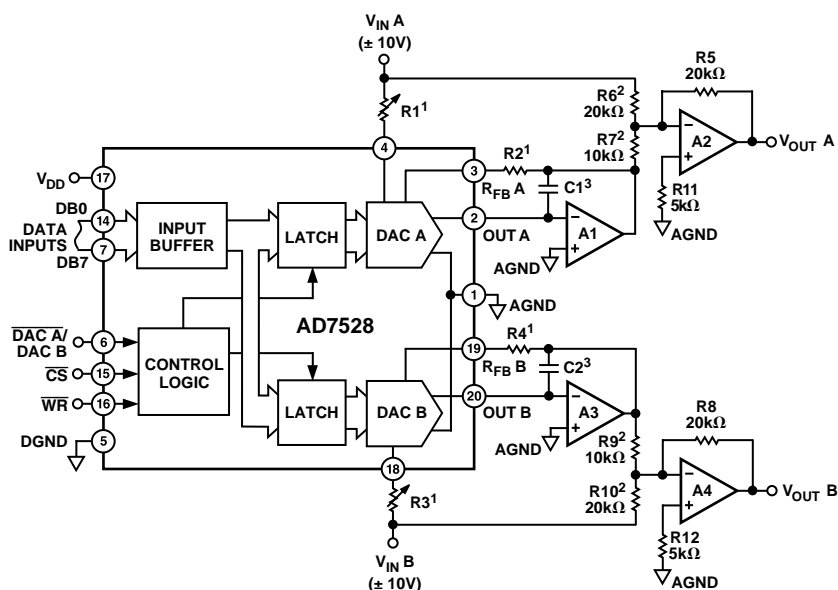 V_IN A
(± 10V)
R1¹
R6²
20kΩ
R7²
10kΩ
R5
20kΩ
A2
V_OUT A
R11
5kΩ
AGND
V_DD
17
4
3
R2¹
R_FB A
C1³
2
OUT A
A1
AGND
DB0
14
DATA
INPUTS
7
DB7
INPUT
BUFFER
LATCH
DAC A
1
AGND
AD7528
DAC A/
DAC B
6
CS
15
WR
16
DGND
5
CONTROL
LOGIC
LATCH
DAC B
19
R4¹
R_FB B
C2³
20
OUT B
A3
AGND
R9²
10kΩ
R10²
20kΩ
R8
20kΩ
A4
V_OUT B
R12
5kΩ
AGND
18
R3¹
V_IN B
(± 10V)